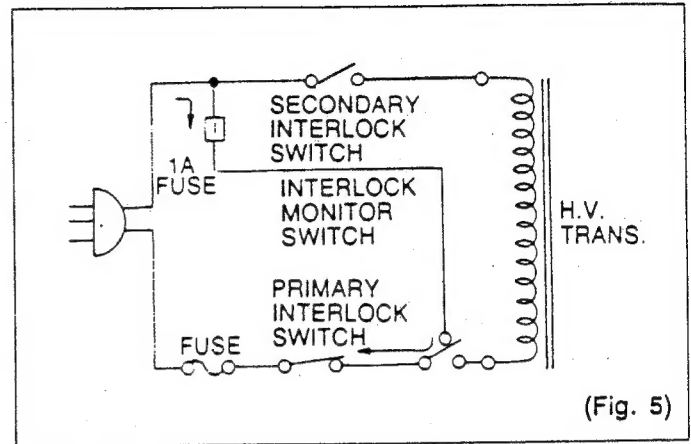 SECONDARY
INTERLOCK
SWITCH
1A
FUSE
INTERLOCK
MONITOR
SWITCH
H.V.
TRANS.
PRIMARY
INTERLOCK
SWITCH
FUSE
(Fig. 5)